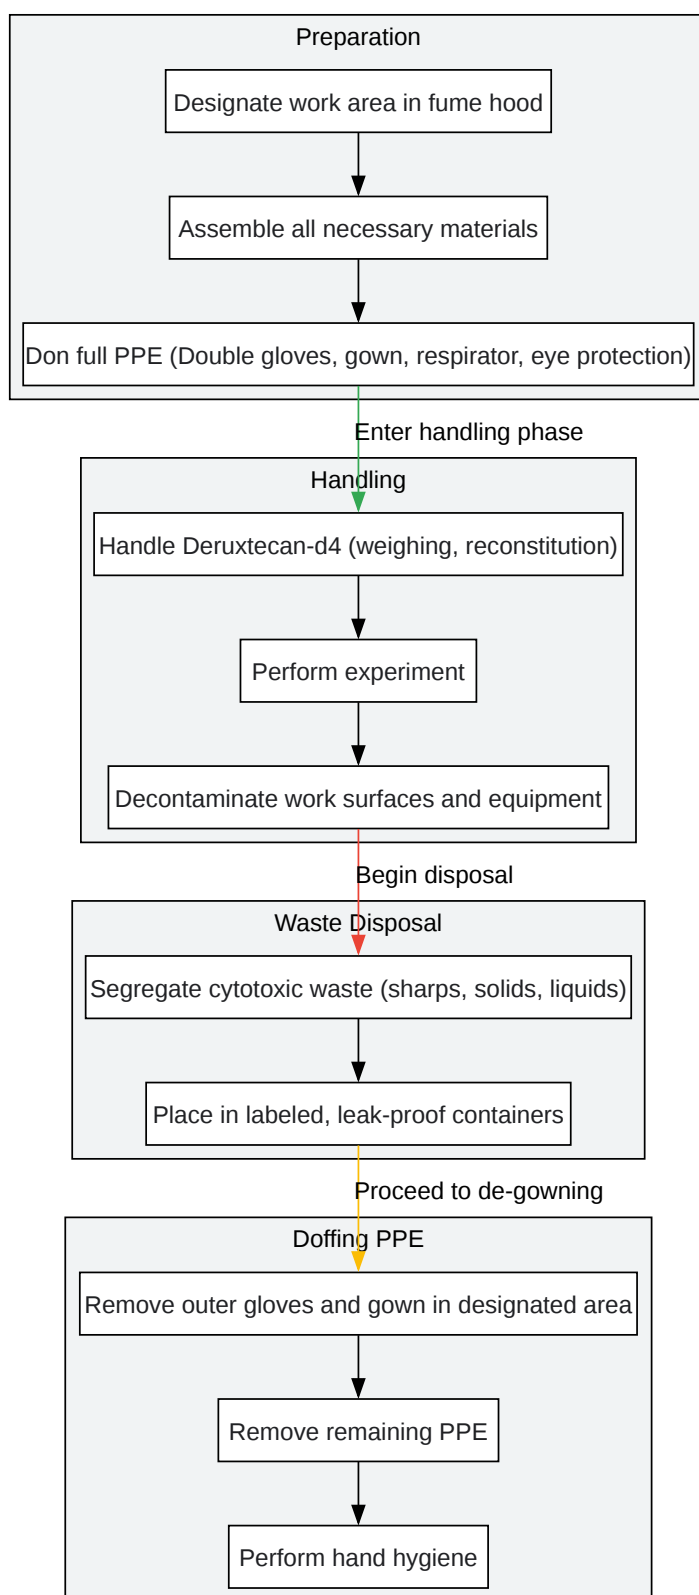 Preparation
Designate work area in fume hood
Assemble all necessary materials
Don full PPE (Double gloves, gown, respirator, eye protection)
Enter handling phase
Handling
Handle Deruxtecan-d4 (weighing, reconstitution)
Perform experiment
Decontaminate work surfaces and equipment
Begin disposal
Waste Disposal
Segregate cytotoxic waste (sharps, solids, liquids)
Place in labeled, leak-proof containers
Proceed to de-gowning
Doffing PPE
Remove outer gloves and gown in designated area
Remove remaining PPE
Perform hand hygiene